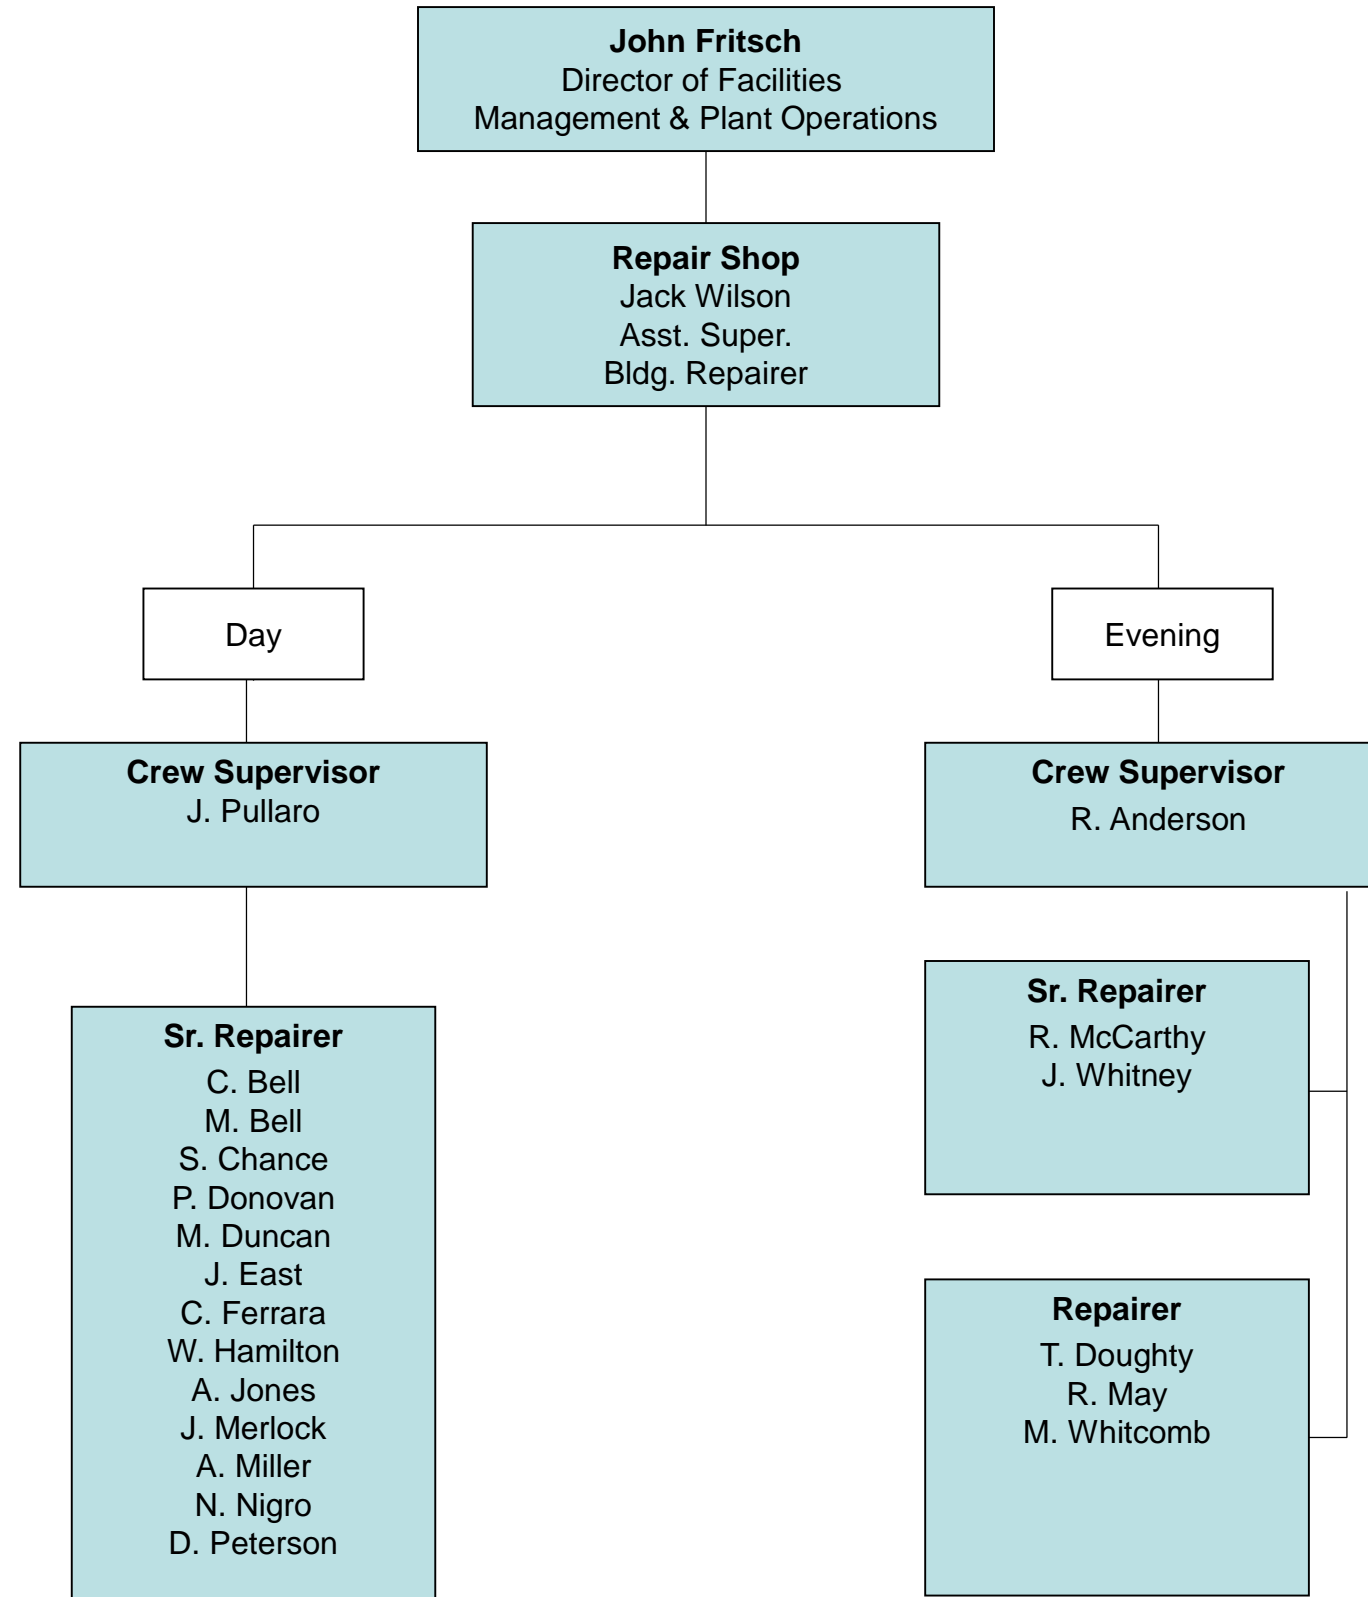 John Fritsch
Director of Facilities
Management & Plant Operations
Repair Shop
Jack Wilson
Asst. Super.
Bldg. Repairer
Day
Evening
Crew Supervisor
J. Pullaro
Crew Supervisor
R. Anderson
Sr. Repairer
C. Bell
M. Bell
S. Chance
P. Donovan
M. Duncan
J. East
C. Ferrara
W. Hamilton
A. Jones
J. Merlock
A. Miller
N. Nigro
D. Peterson
Sr. Repairer
R. McCarthy
J. Whitney
Repairer
T. Doughty
R. May
M. Whitcomb